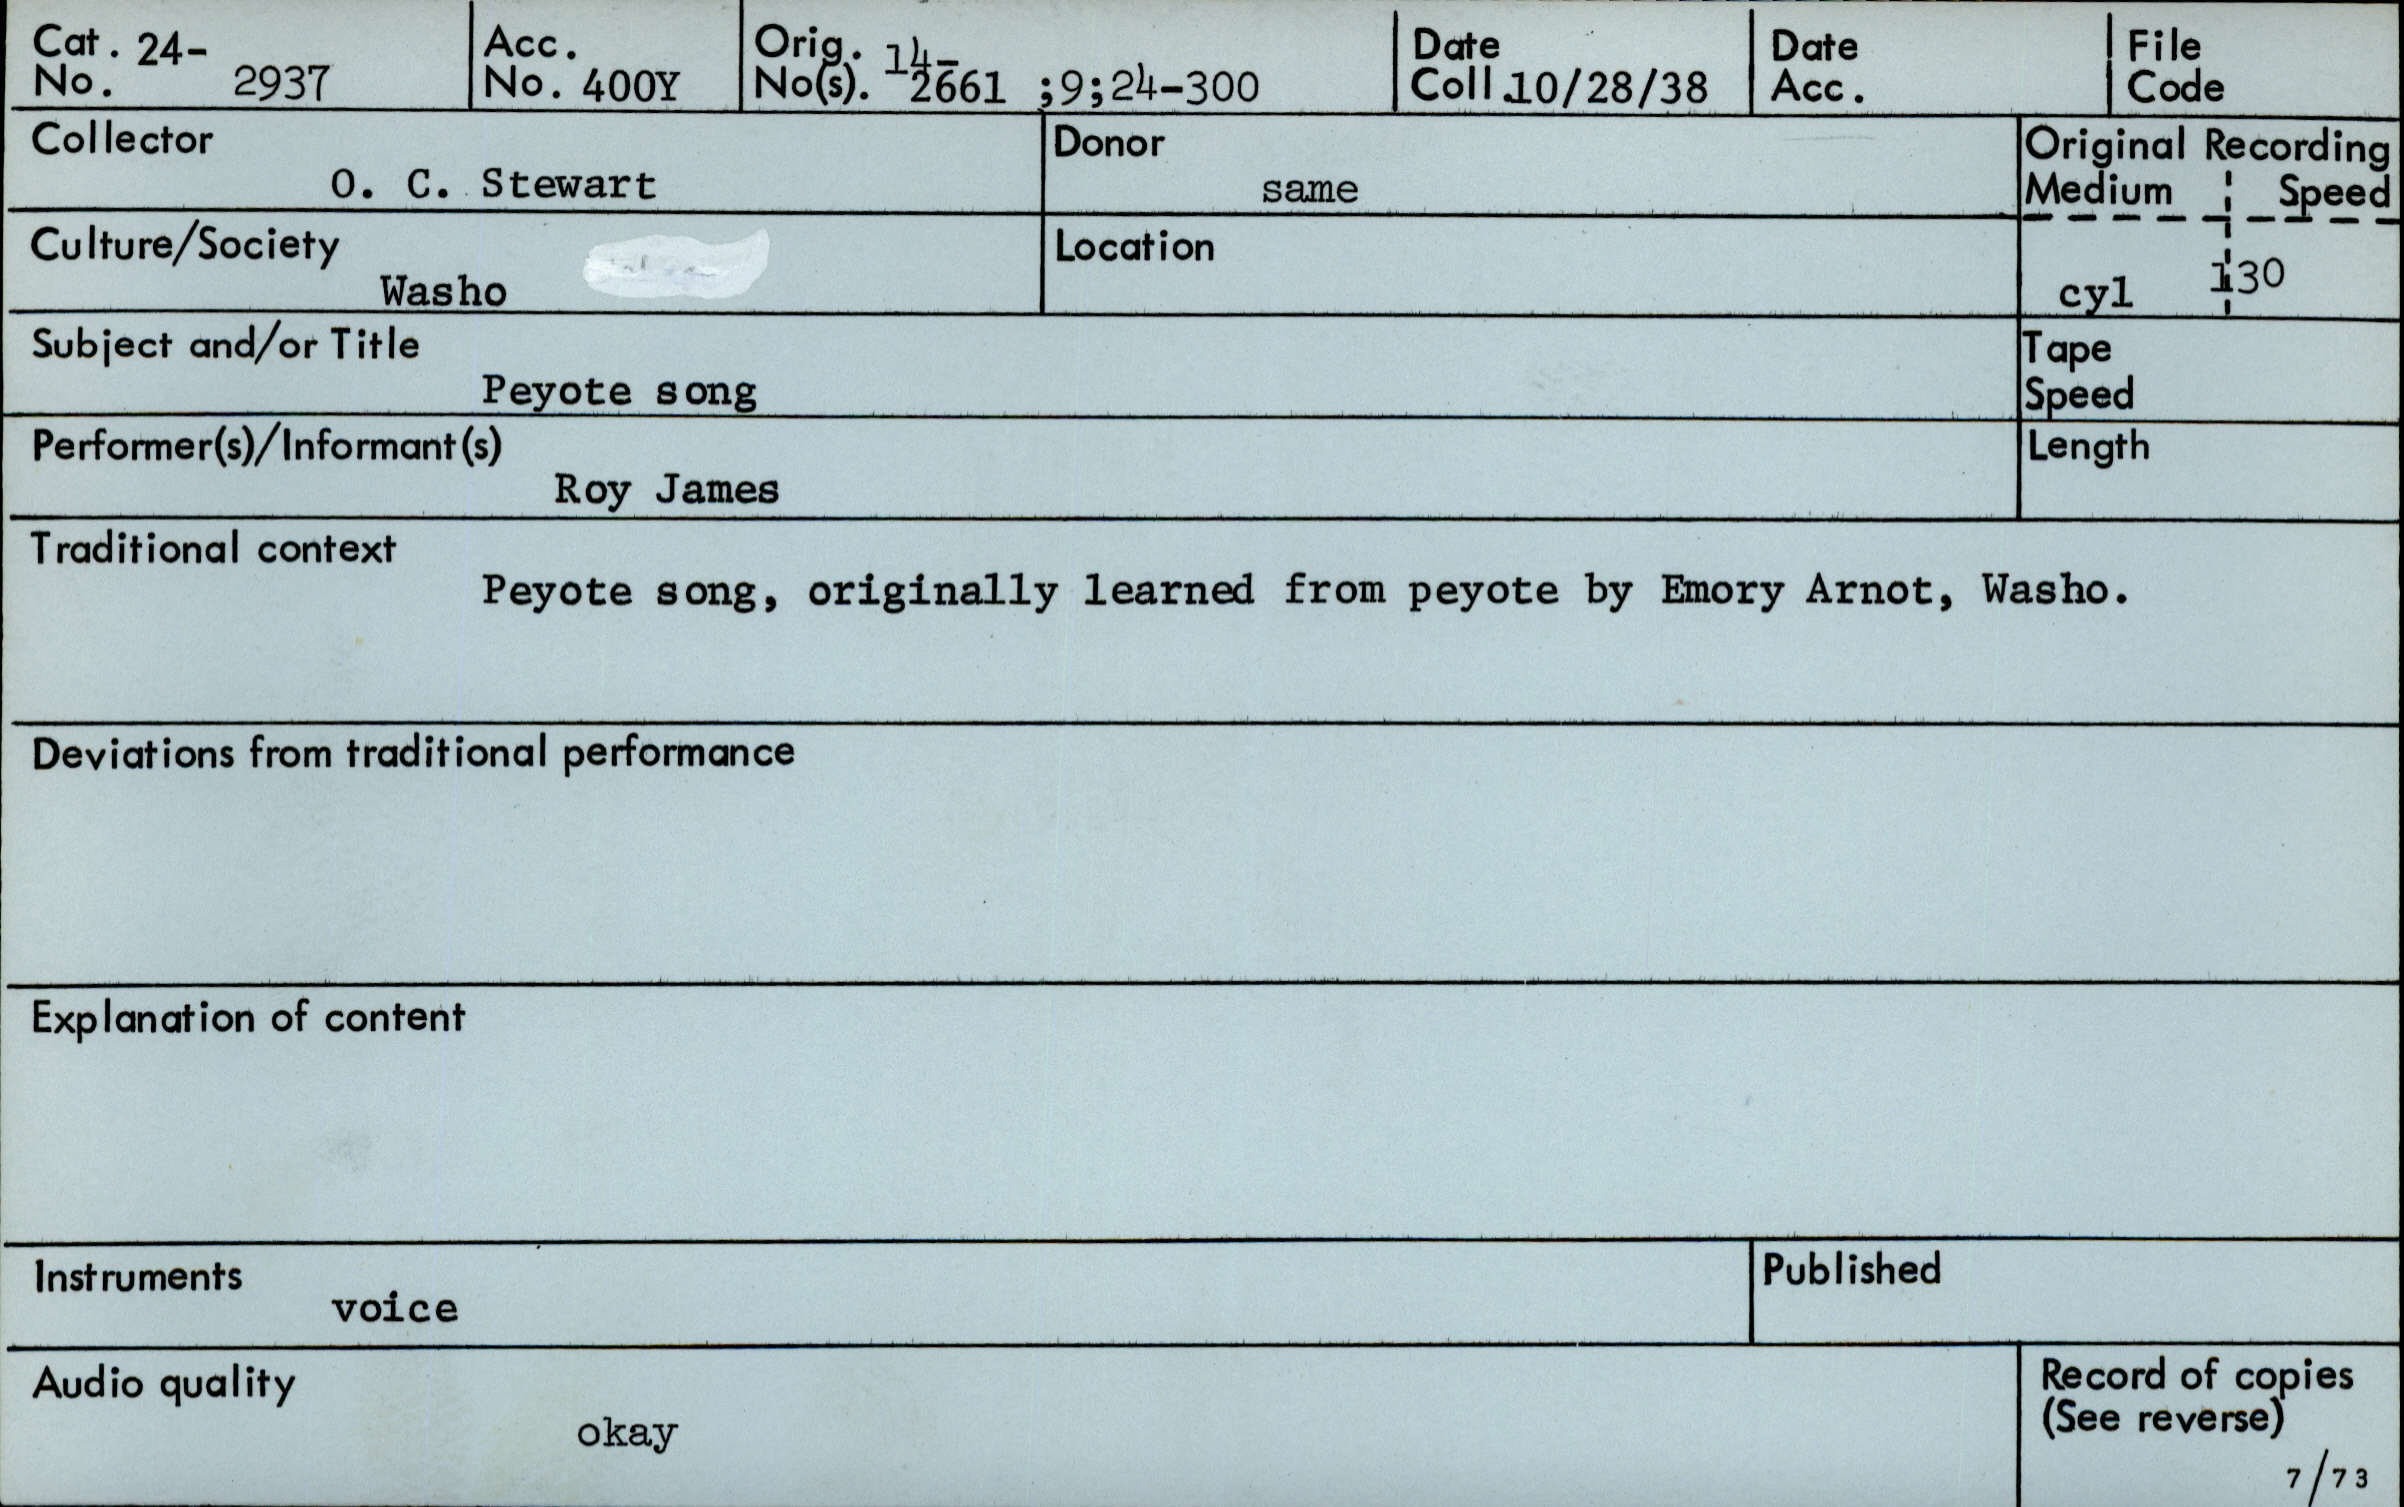 Cat. 24-
No. 2937
Acc.
No. 400Y
Orig. 14-
No(s). 2661 ;9;24-300
Date
Coll. 10/28/38
Date
Acc.
File
Code
Collector
O. C. Stewart
Donor
same
Original Recording
Medium Speed
cyl 130
Culture/Society
Washo
Location
Subject and/or Title
Peyote song
Tape
Speed
Performer(s)/Informant(s)
Roy James
Length
Traditional context
Peyote song, originally learned from peyote by Emory Arnot, Washo.
Deviations from traditional performance
Explanation of content
Instruments
voice
Published
Audio quality
okay
Record of copies
(See reverse)
7/73